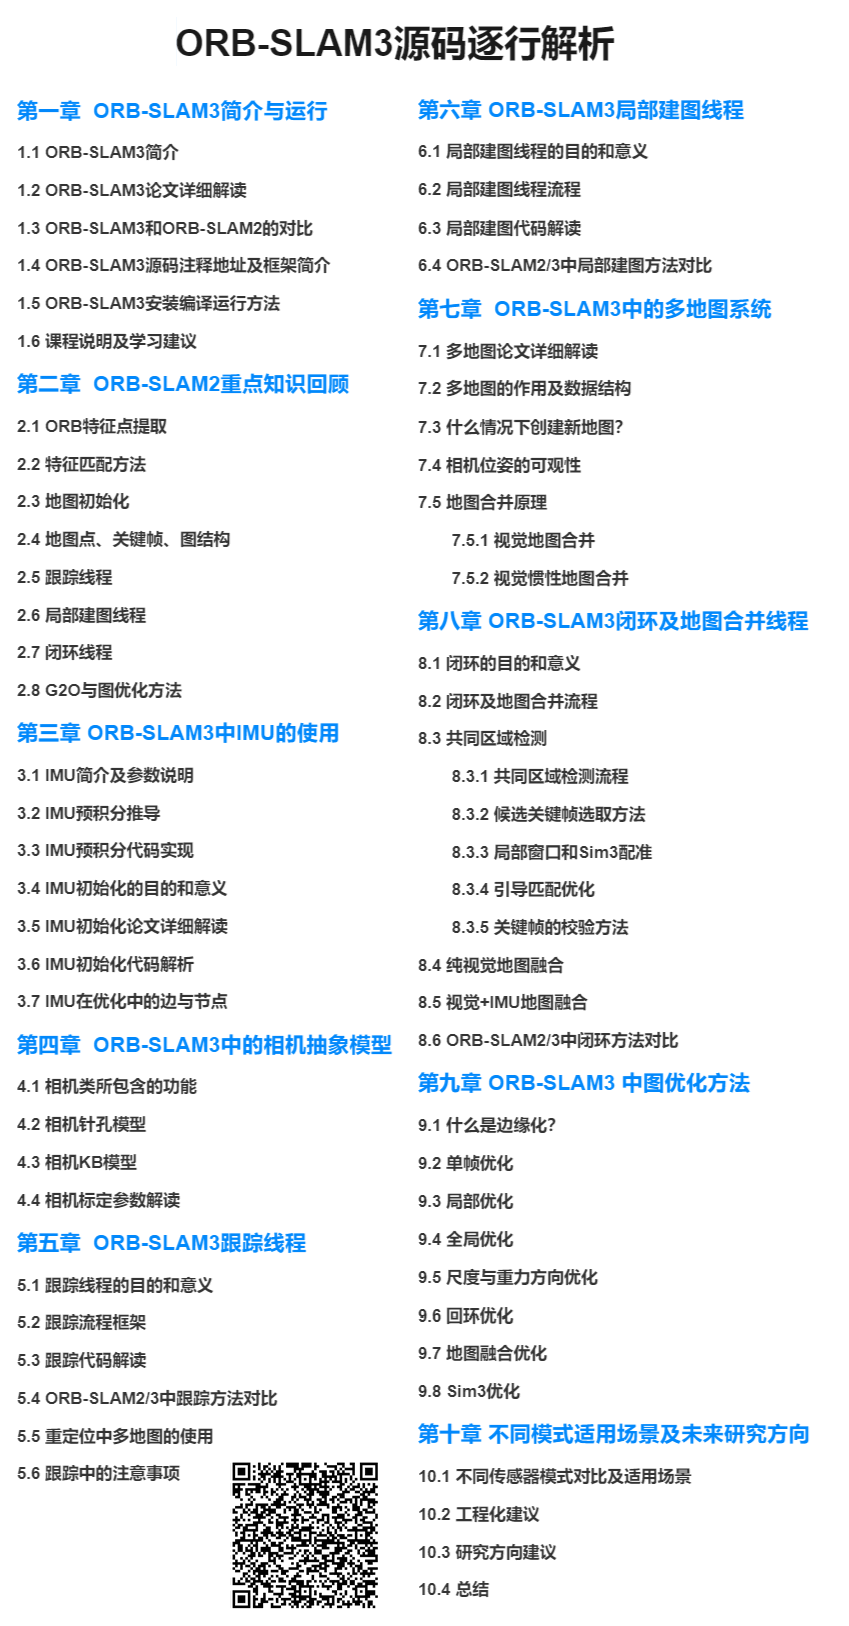 ORB-SLAM3源码逐行解析
第一章  ORB-SLAM3简介与运行
1.1 ORB-SLAM3简介
1.2 ORB-SLAM3论文详细解读
1.3 ORB-SLAM3和ORB-SLAM2的对比
1.4 ORB-SLAM3源码注释地址及框架简介
1.5 ORB-SLAM3安装编译运行方法
1.6 课程说明及学习建议
第二章  ORB-SLAM2重点知识回顾
2.1 ORB特征点提取
2.2 特征匹配方法
2.3 地图初始化
2.4 地图点、关键帧、图结构
2.5 跟踪线程
2.6 局部建图线程
2.7 闭环线程
2.8 G2O与图优化方法
第三章 ORB-SLAM3中IMU的使用
3.1 IMU简介及参数说明
3.2 IMU预积分推导
3.3 IMU预积分代码实现
3.4 IMU初始化的目的和意义
3.5 IMU初始化论文详细解读
3.6 IMU初始化代码解析
3.7 IMU在优化中的边与节点
第四章  ORB-SLAM3中的相机抽象模型
4.1 相机类所包含的功能
4.2 相机针孔模型
4.3 相机KB模型
4.4 相机标定参数解读
第五章  ORB-SLAM3跟踪线程
5.1 跟踪线程的目的和意义
5.2 跟踪流程框架
5.3 跟踪代码解读
5.4 ORB-SLAM2/3中跟踪方法对比
5.5 重定位中多地图的使用
5.6 跟踪中的注意事项
第六章 ORB-SLAM3局部建图线程
6.1 局部建图线程的目的和意义
6.2 局部建图线程流程
6.3 局部建图代码解读
6.4 ORB-SLAM2/3中局部建图方法对比
第七章  ORB-SLAM3中的多地图系统
7.1 多地图论文详细解读
7.2 多地图的作用及数据结构
7.3 什么情况下创建新地图?
7.4 相机位姿的可观性
7.5 地图合并原理
7.5.1 视觉地图合并
7.5.2 视觉惯性地图合并
第八章 ORB-SLAM3闭环及地图合并线程
8.1 闭环的目的和意义
8.2 闭环及地图合并流程
8.3 共同区域检测
8.3.1 共同区域检测流程
8.3.2 候选关键帧选取方法
8.3.3 局部窗口和Sim3配准
8.3.4 引导匹配优化
8.3.5 关键帧的校验方法
8.4 纯视觉地图融合
8.5 视觉+IMU地图融合
8.6 ORB-SLAM2/3中闭环方法对比
第九章 ORB-SLAM3 中图优化方法
9.1 什么是边缘化?
9.2 单帧优化
9.3 局部优化
9.4 全局优化
9.5 尺度与重力方向优化
9.6 回环优化
9.7 地图融合优化
9.8 Sim3优化
第十章 不同模式适用场景及未来研究方向
10.1 不同传感器模式对比及适用场景
10.2 工程化建议
10.3 研究方向建议
10.4 总结